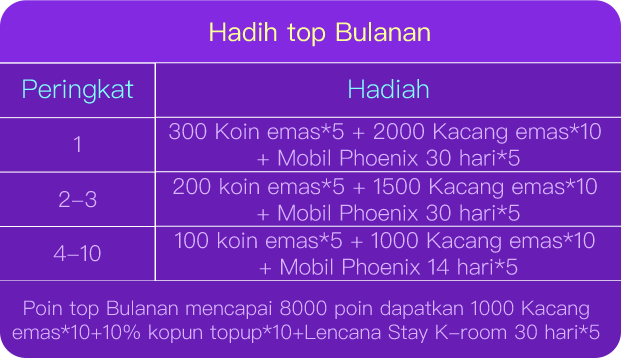 Hadih top Bulanan
Peringkat
Hadiah
1
300 Koin emas*5 + 2000 Kacang emas*10
+ Mobil Phoenix 30 hari*5
2-3
200 koin emas*5 + 1500 Kacang emas*10
+ Mobil Phoenix 30 hari*5
4-10
100 koin emas*5 + 1000 Kacang emas*10
+ Mobil Phoenix 14 hari*5
Poin top Bulanan mencapai 8000 poin dapatkan 1000 Kacang
emas*10+10% kopun topup*10+Lencana Stay K-room 30 hari*5